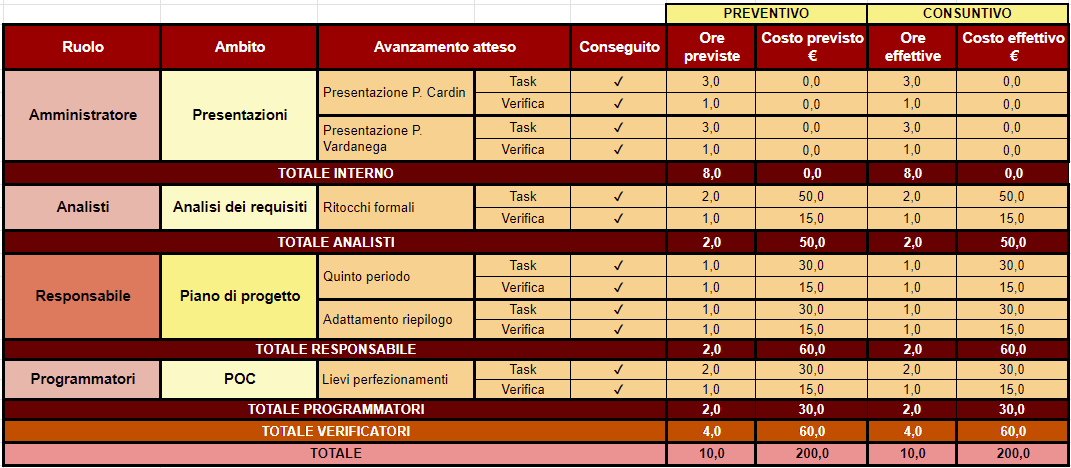 PREVENTIVO CONSUNTIVO
Ruolo Ambito Avanzamento atteso Conseguito Ore previste Costo previsto € Ore effettive Costo effettivo €
Amministratore Presentazioni Presentazione P. Cardin Task ✓ 3,0 0,0 3,0 0,0
Verifica ✓ 1,0 0,0 1,0 0,0
Presentazione P. Vardanega Task ✓ 3,0 0,0 3,0 0,0
Verifica ✓ 1,0 0,0 1,0 0,0
TOTALE INTERNO 8,0 0,0 8,0 0,0
Analisti Analisi dei requisiti Ritocchi formali Task ✓ 2,0 50,0 2,0 50,0
Verifica ✓ 1,0 15,0 1,0 15,0
TOTALE ANALISTI 2,0 50,0 2,0 50,0
Responsabile Piano di progetto Quinto periodo Task ✓ 1,0 30,0 1,0 30,0
Verifica ✓ 1,0 15,0 1,0 15,0
Adattamento riepilogo Task ✓ 1,0 30,0 1,0 30,0
Verifica ✓ 1,0 15,0 1,0 15,0
TOTALE RESPONSABILE 2,0 60,0 2,0 60,0
Programmatori POC Lievi perfezionamenti Task ✓ 2,0 30,0 2,0 30,0
Verifica ✓ 1,0 15,0 1,0 15,0
TOTALE PROGRAMMATORI 2,0 30,0 2,0 30,0
TOTALE VERIFICATORI 4,0 60,0 4,0 60,0
TOTALE 10,0 200,0 10,0 200,0